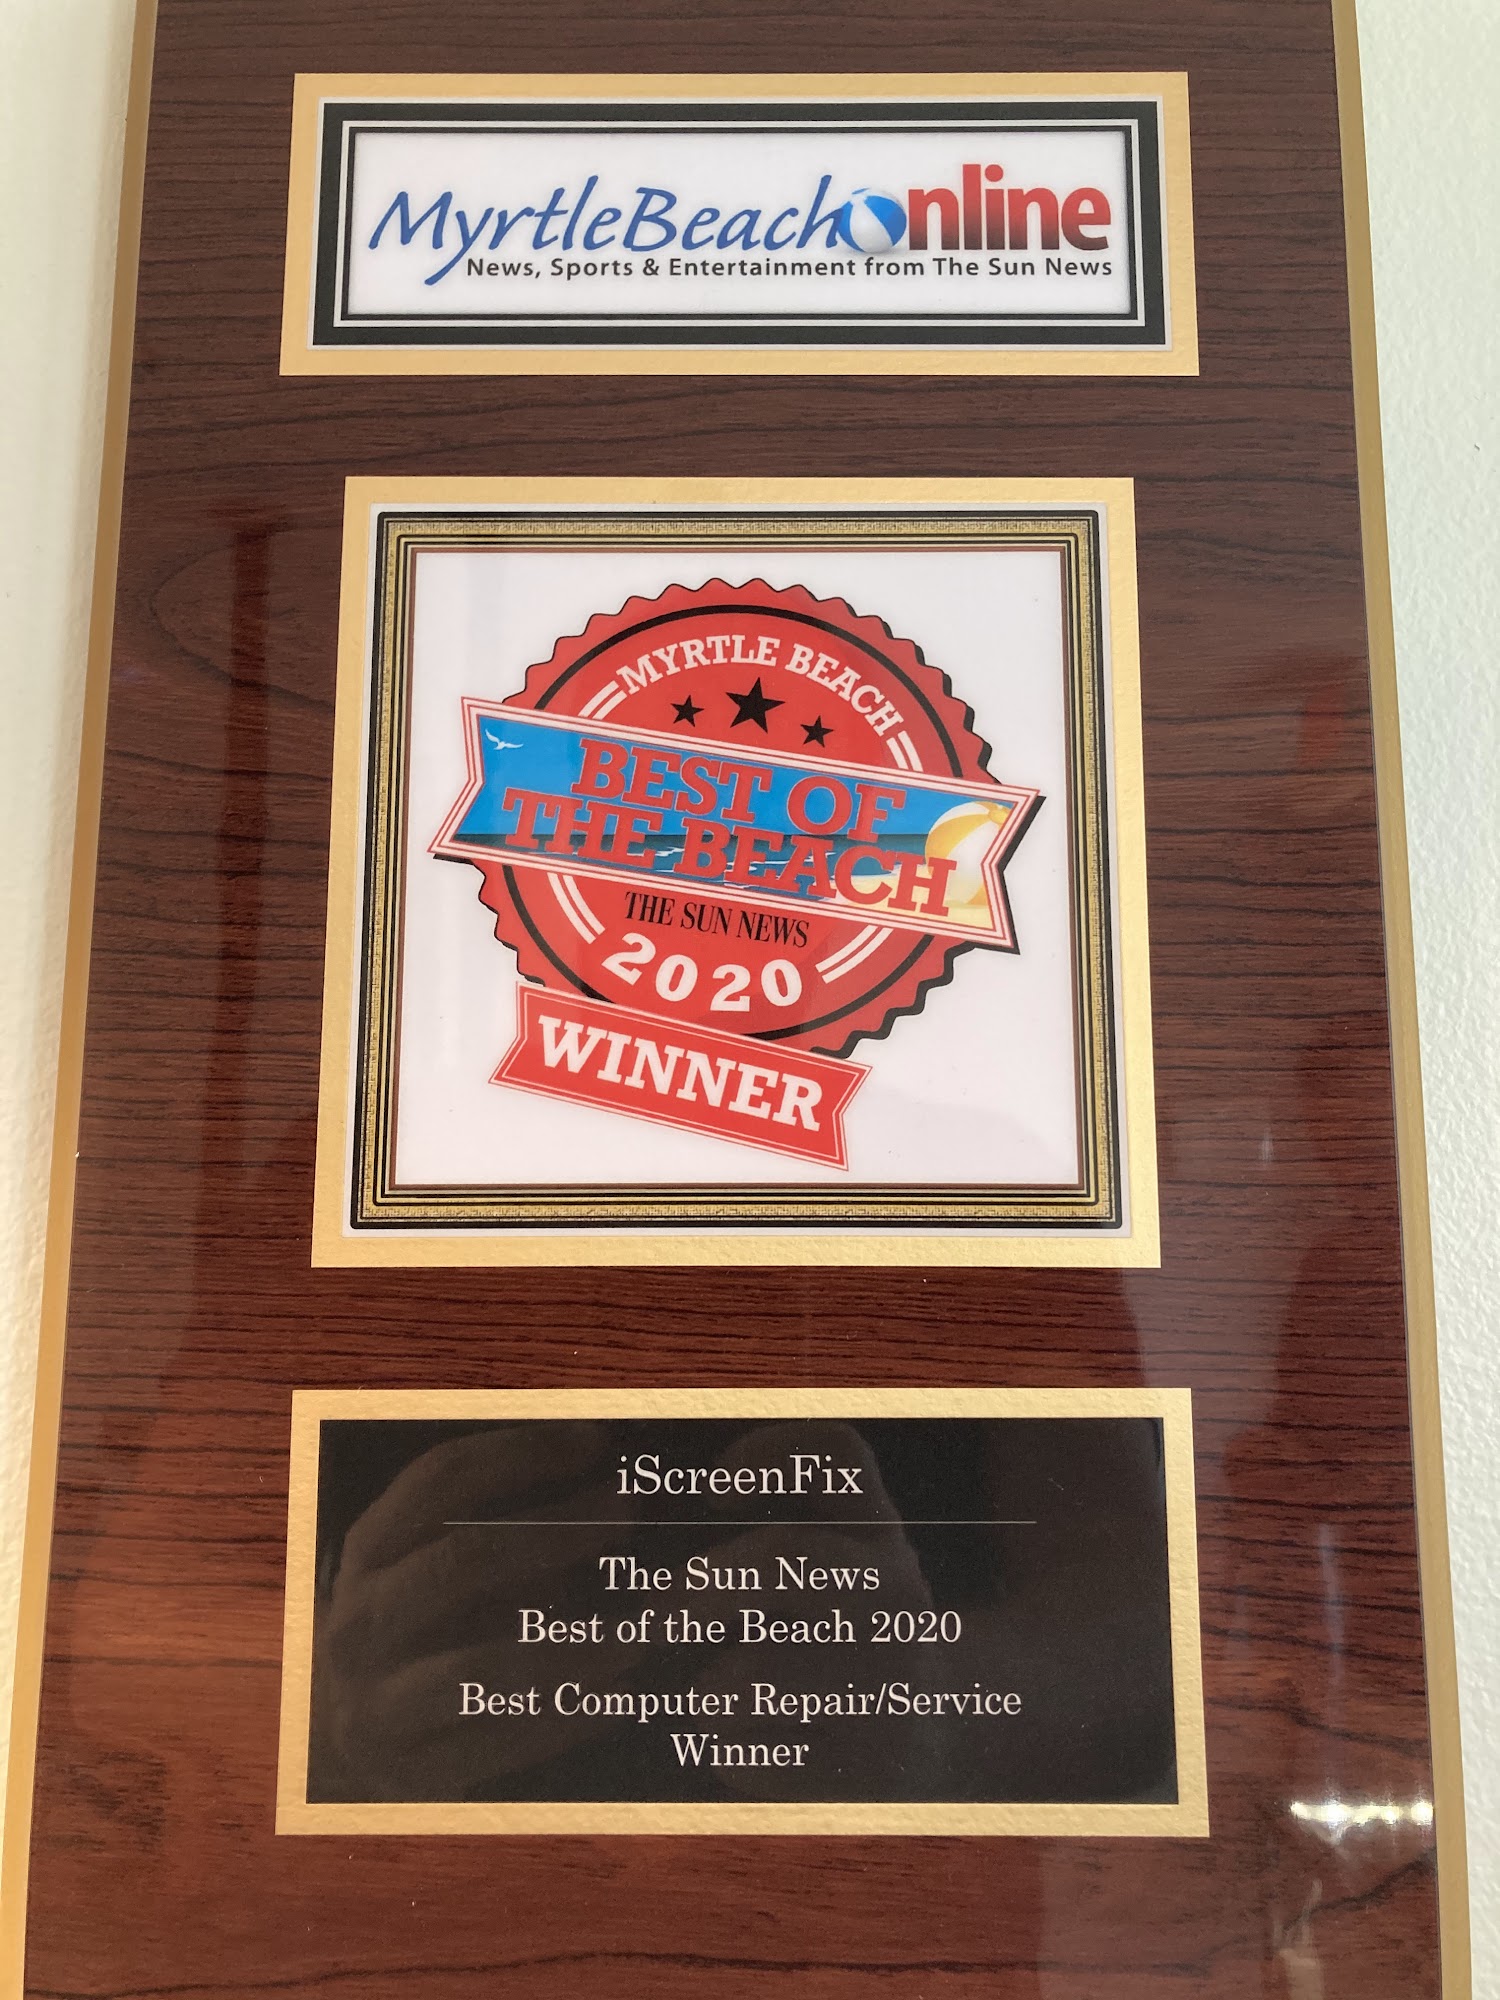 MyrtleBeachOnline
News, Sports & Entertainment from The Sun News
MYRTLE BEACH
BEST OF
THE BEACH
THE SUN NEWS
2020
WINNER
iScreenFix
The Sun News
Best of the Beach 2020
Best Computer Repair/Service
Winner